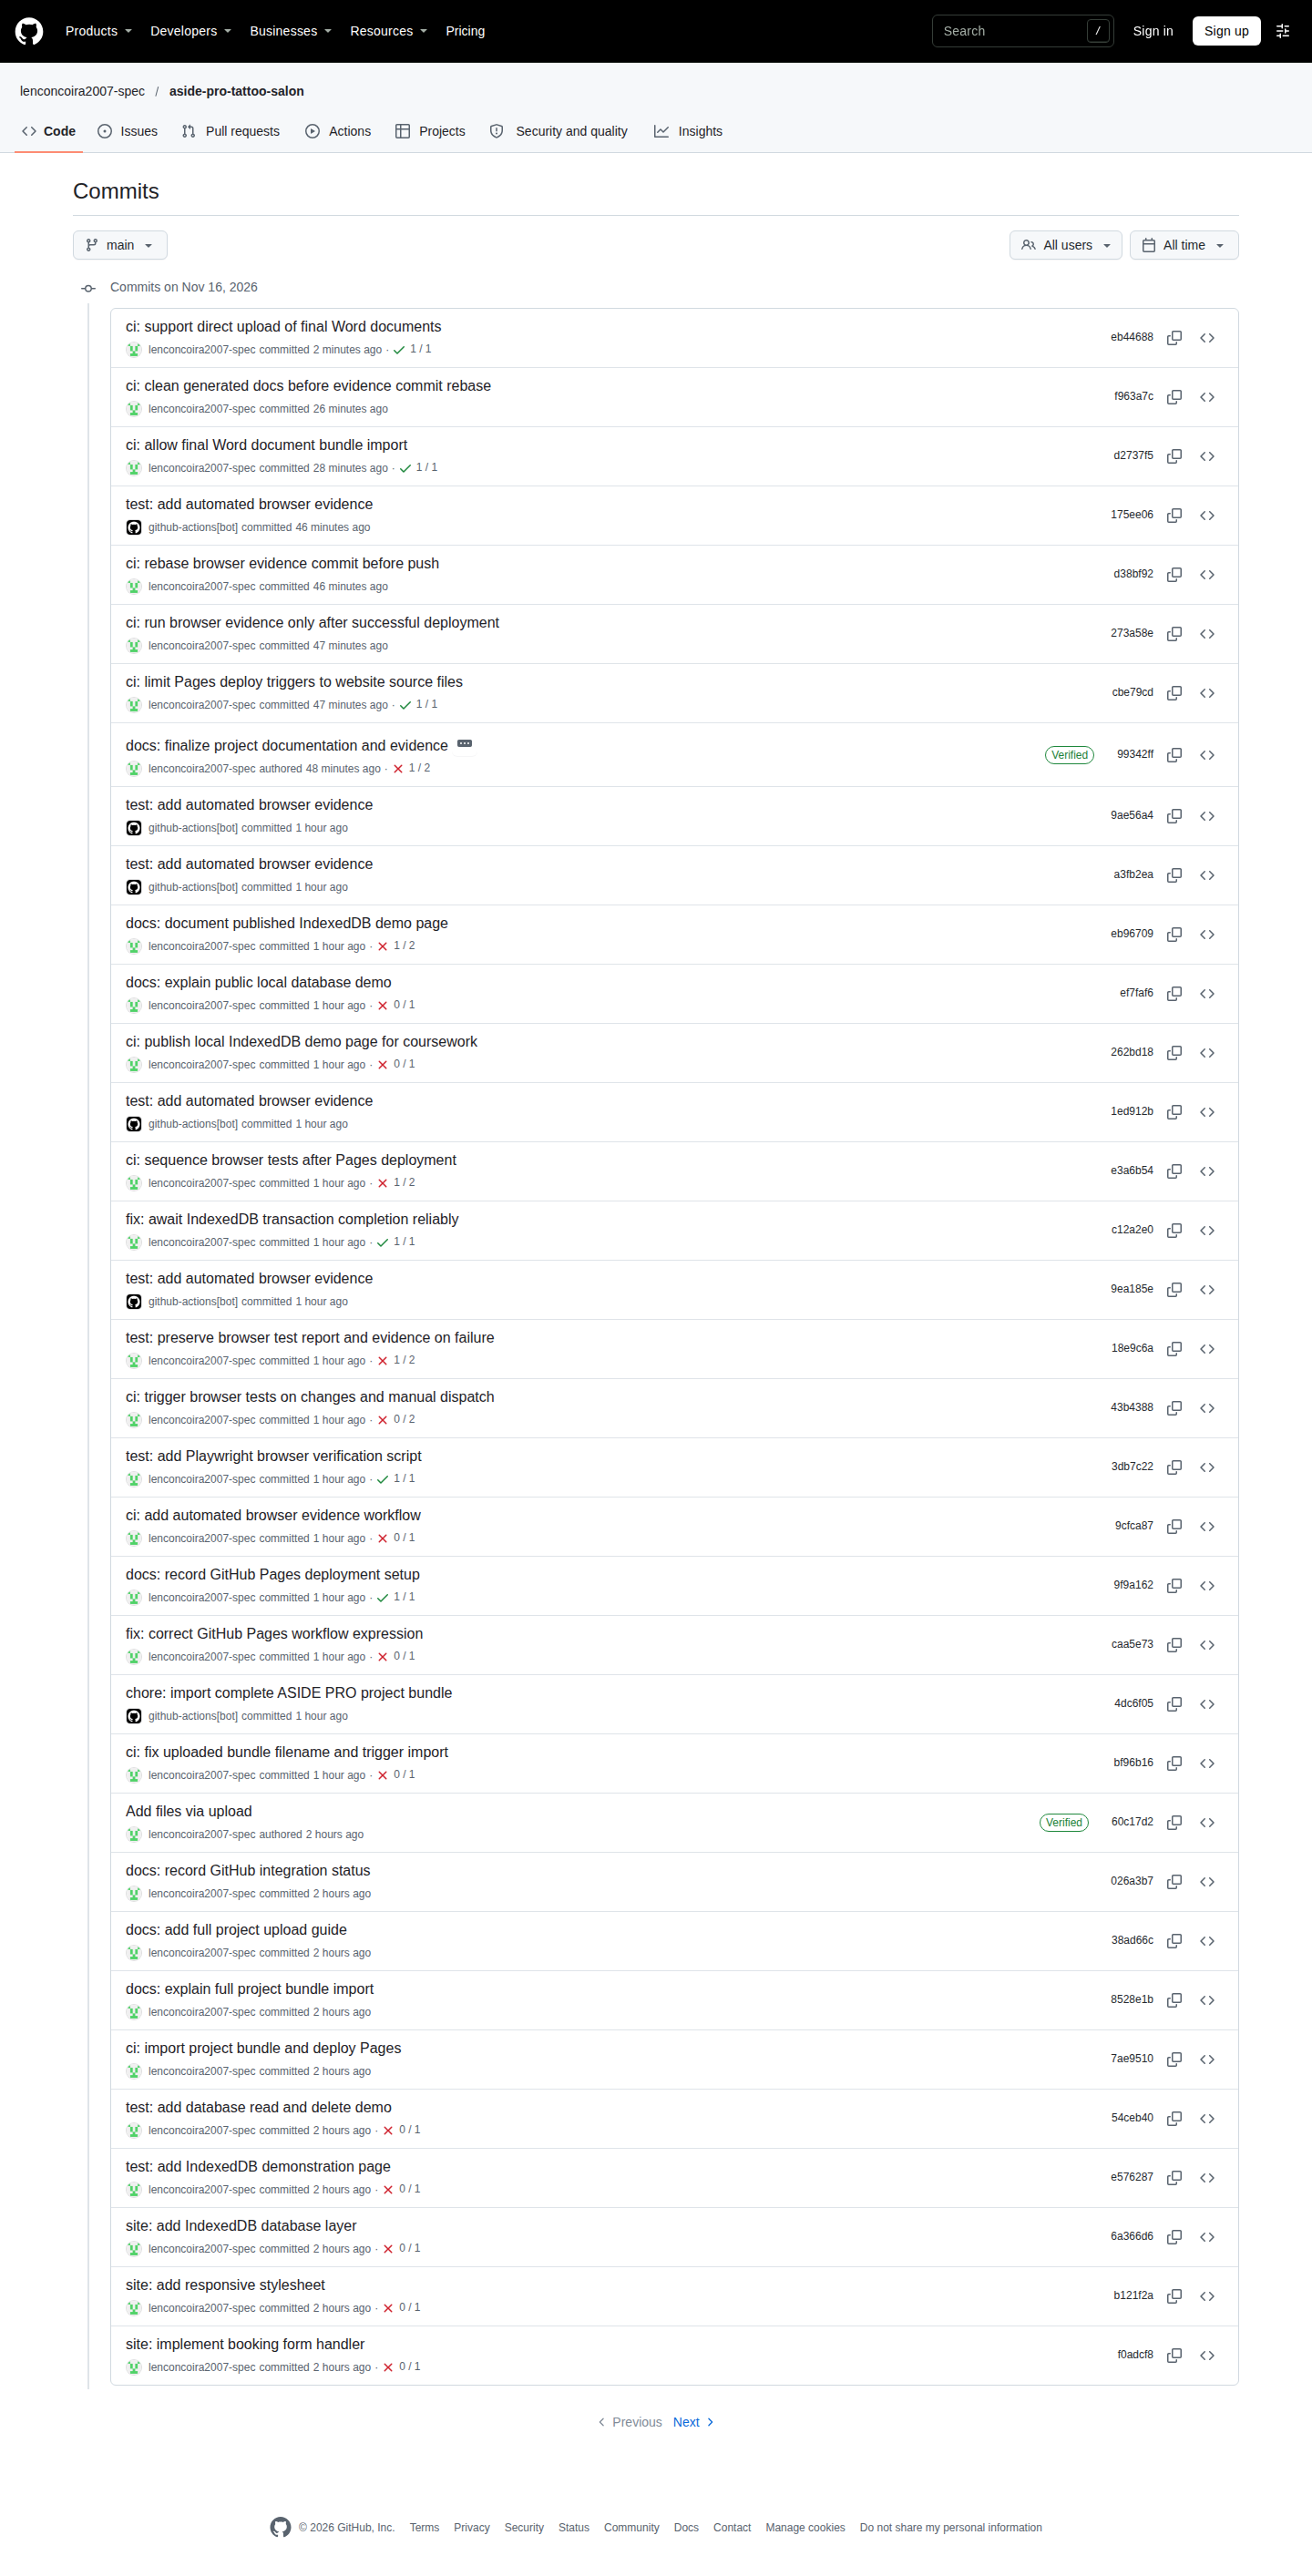 Products Developers Businesses Resources Pricing Search / Sign in Sign up
lenconcoira2007-spec / aside-pro-tattoo-salon
Code Issues Pull requests Actions Projects Security and quality Insights
Commits
main All users All time
Commits on Nov 16, 2026
ci: support direct upload of final Word documents
lenconcoira2007-spec committed 2 minutes ago · 1 / 1
eb44688
ci: clean generated docs before evidence commit rebase
lenconcoira2007-spec committed 26 minutes ago
f963a7c
ci: allow final Word document bundle import
lenconcoira2007-spec committed 28 minutes ago · 1 / 1
d2737f5
test: add automated browser evidence
github-actions[bot] committed 46 minutes ago
175ee06
ci: rebase browser evidence commit before push
lenconcoira2007-spec committed 46 minutes ago
d38bf92
ci: run browser evidence only after successful deployment
lenconcoira2007-spec committed 47 minutes ago
273a58e
ci: limit Pages deploy triggers to website source files
lenconcoira2007-spec committed 47 minutes ago · 1 / 1
cbe79cd
docs: finalize project documentation and evidence
lenconcoira2007-spec authored 48 minutes ago · 1 / 2
Verified 99342ff
test: add automated browser evidence
github-actions[bot] committed 1 hour ago
9ae56a4
test: add automated browser evidence
github-actions[bot] committed 1 hour ago
a3fb2ea
docs: document published IndexedDB demo page
lenconcoira2007-spec committed 1 hour ago · 1 / 2
eb96709
docs: explain public local database demo
lenconcoira2007-spec committed 1 hour ago · 0 / 1
ef7faf6
ci: publish local IndexedDB demo page for coursework
lenconcoira2007-spec committed 1 hour ago · 0 / 1
262bd18
test: add automated browser evidence
github-actions[bot] committed 1 hour ago
1ed912b
ci: sequence browser tests after Pages deployment
lenconcoira2007-spec committed 1 hour ago · 1 / 2
e3a6b54
fix: await IndexedDB transaction completion reliably
lenconcoira2007-spec committed 1 hour ago · 1 / 1
c12a2e0
test: add automated browser evidence
github-actions[bot] committed 1 hour ago
9ea185e
test: preserve browser test report and evidence on failure
lenconcoira2007-spec committed 1 hour ago · 1 / 2
18e9c6a
ci: trigger browser tests on changes and manual dispatch
lenconcoira2007-spec committed 1 hour ago · 0 / 2
43b4388
test: add Playwright browser verification script
lenconcoira2007-spec committed 1 hour ago · 1 / 1
3db7c22
ci: add automated browser evidence workflow
lenconcoira2007-spec committed 1 hour ago · 0 / 1
9cfca87
docs: record GitHub Pages deployment setup
lenconcoira2007-spec committed 1 hour ago · 1 / 1
9f9a162
fix: correct GitHub Pages workflow expression
lenconcoira2007-spec committed 1 hour ago · 0 / 1
caa5e73
chore: import complete ASIDE PRO project bundle
github-actions[bot] committed 1 hour ago
4dc6f05
ci: fix uploaded bundle filename and trigger import
lenconcoira2007-spec committed 1 hour ago · 0 / 1
bf96b16
Add files via upload
lenconcoira2007-spec authored 2 hours ago
Verified 60c17d2
docs: record GitHub integration status
lenconcoira2007-spec committed 2 hours ago
026a3b7
docs: add full project upload guide
lenconcoira2007-spec committed 2 hours ago
38ad66c
docs: explain full project bundle import
lenconcoira2007-spec committed 2 hours ago
8528e1b
ci: import project bundle and deploy Pages
lenconcoira2007-spec committed 2 hours ago
7ae9510
test: add database read and delete demo
lenconcoira2007-spec committed 2 hours ago · 0 / 1
54ceb40
test: add IndexedDB demonstration page
lenconcoira2007-spec committed 2 hours ago · 0 / 1
e576287
site: add IndexedDB database layer
lenconcoira2007-spec committed 2 hours ago · 0 / 1
6a366d6
site: add responsive stylesheet
lenconcoira2007-spec committed 2 hours ago · 0 / 1
b121f2a
site: implement booking form handler
lenconcoira2007-spec committed 2 hours ago · 0 / 1
f0adcf8
Previous Next
© 2026 GitHub, Inc. Terms Privacy Security Status Community Docs Contact Manage cookies Do not share my personal information